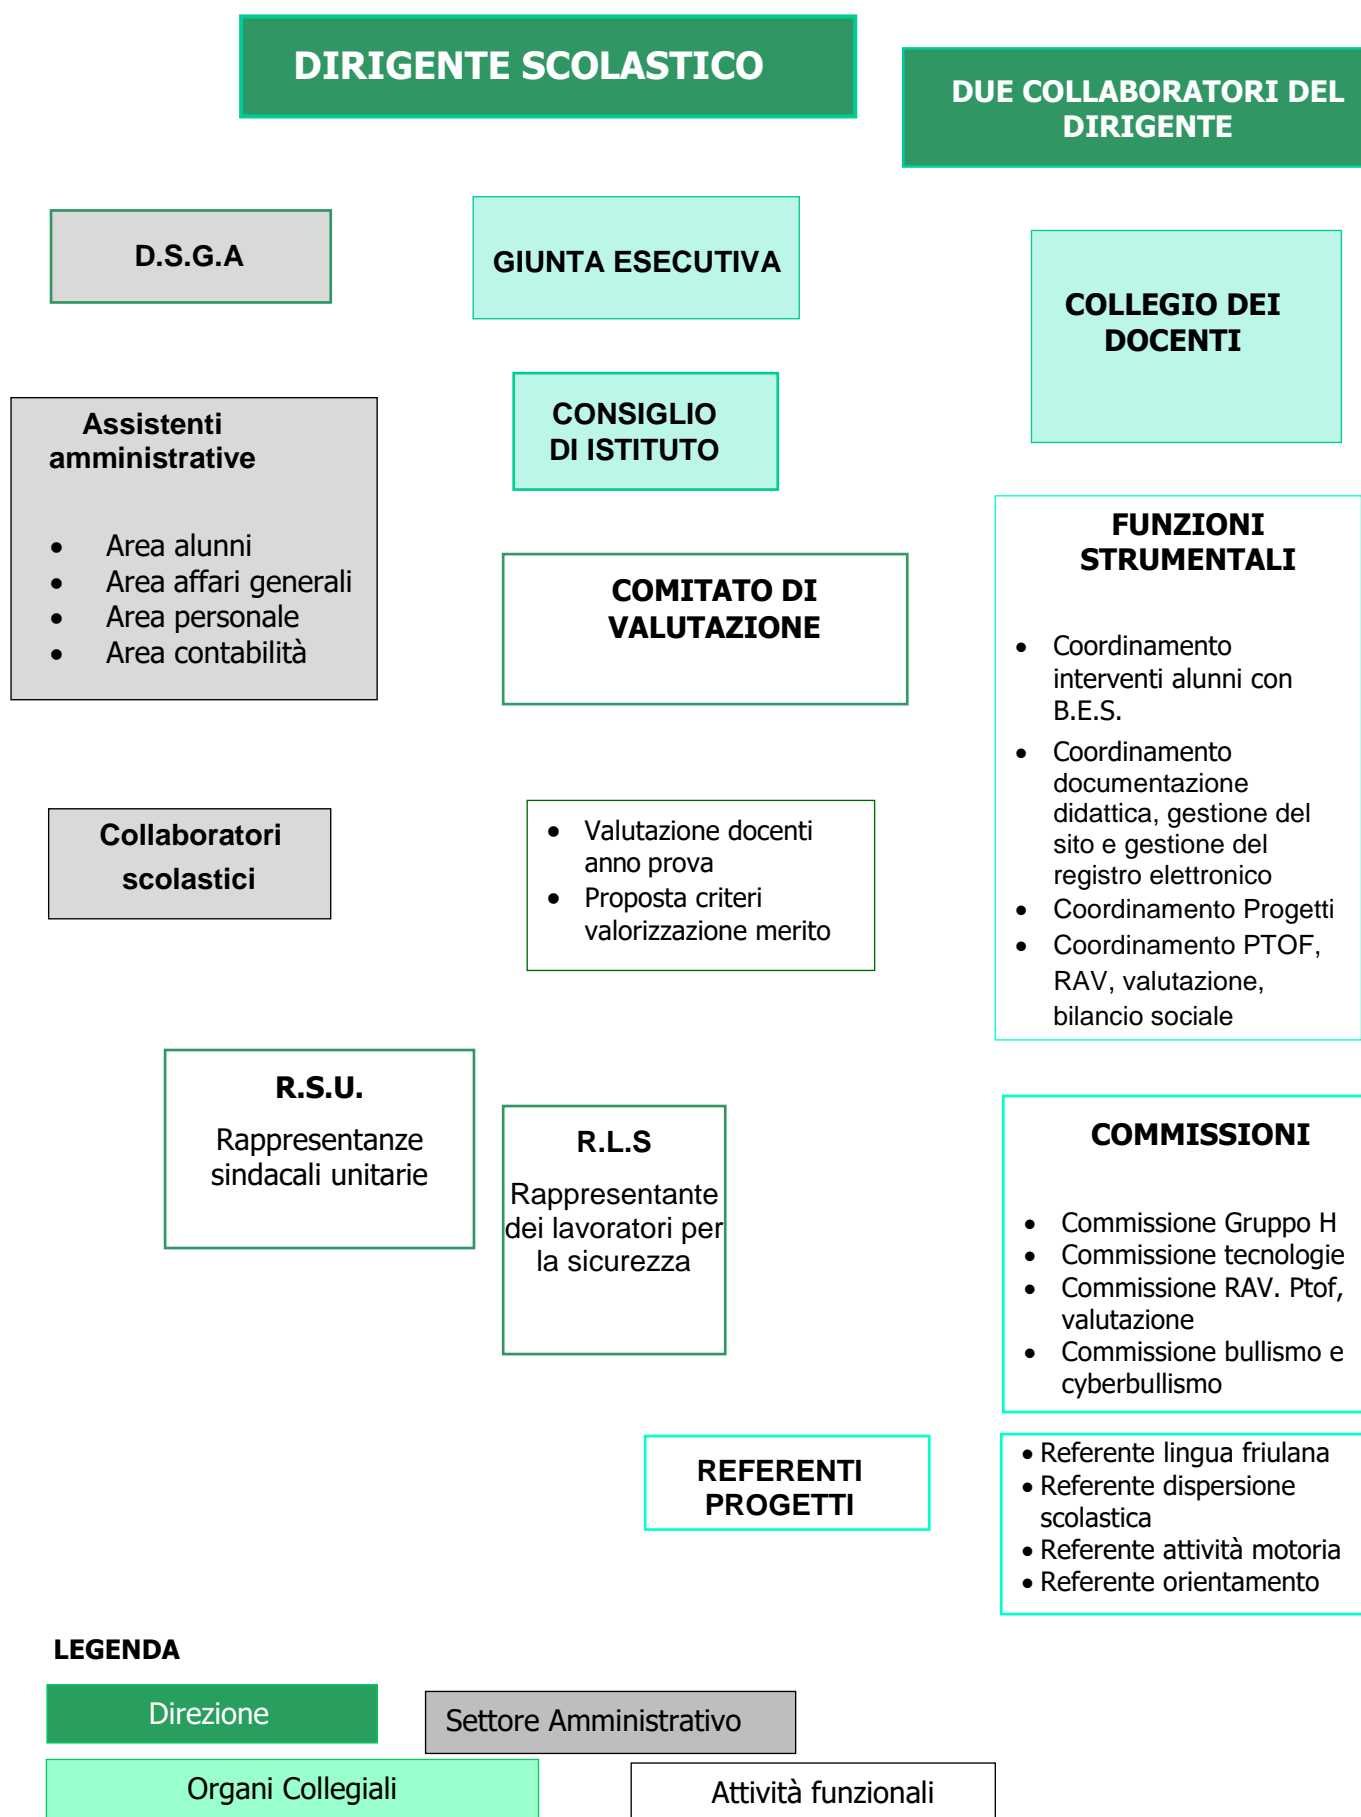 DIRIGENTE SCOLASTICO
DUE COLLABORATORI DEL
DIRIGENTE
D.S.G.A
GIUNTA ESECUTIVA
COLLEGIO DEI
DOCENTI
Assistenti
amministrative
• Area alunni
• Area affari generali
• Area personale
• Area contabilità
CONSIGLIO
DI ISTITUTO
FUNZIONI
STRUMENTALI
• Coordinamento
interventi alunni con
B.E.S.
• Coordinamento
documentazione
didattica, gestione del
sito e gestione del
registro elettronico
• Coordinamento Progetti
• Coordinamento PTOF,
RAV, valutazione,
bilancio sociale
COMITATO DI
VALUTAZIONE
Collaboratori
scolastici
• Valutazione docenti
anno prova
• Proposta criteri
valorizzazione merito
R.S.U.
Rappresentanze
sindacali unitarie
R.L.S
Rappresentante
dei lavoratori per
la sicurezza
COMMISSIONI
• Commissione Gruppo H
• Commissione tecnologie
• Commissione RAV. Ptof,
valutazione
• Commissione bullismo e
cyberbullismo
REFERENTI
PROGETTI
• Referente lingua friulana
• Referente dispersione
scolastica
• Referente attività motoria
• Referente orientamento
LEGENDA
Direzione
Settore Amministrativo
Organi Collegiali
Attività funzionali